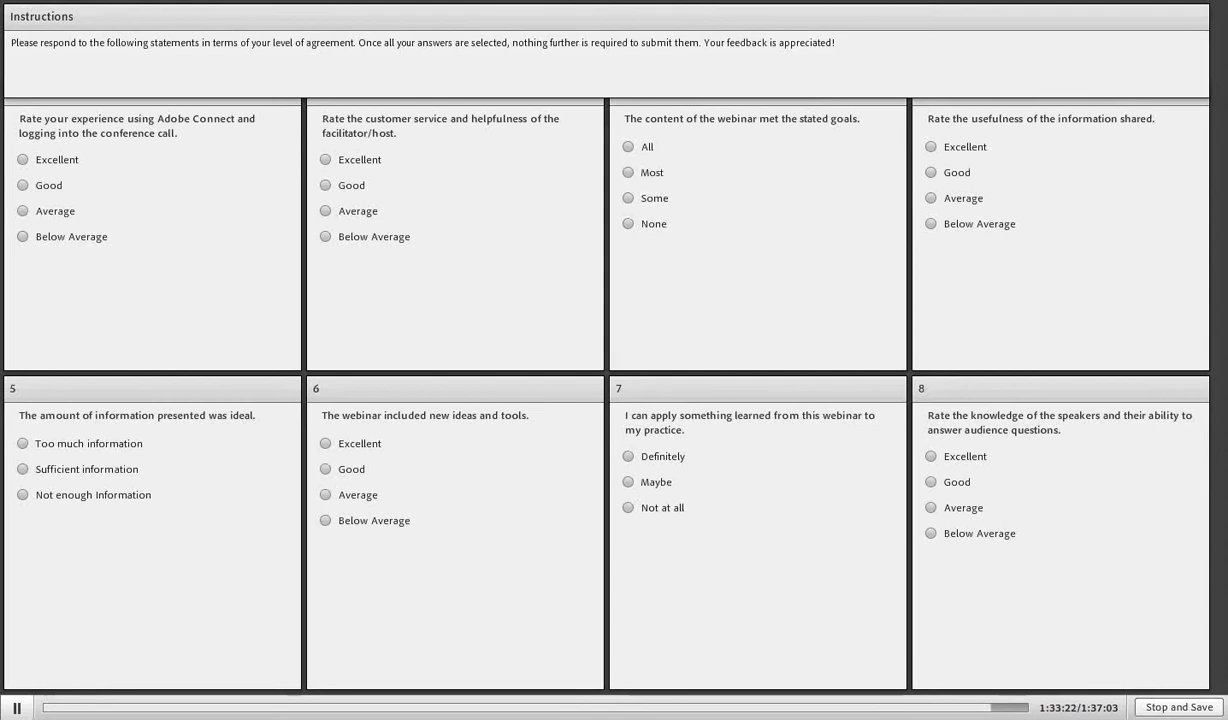 Instructions
Please respond to the following statements in terms of your level of agreement. Once all your answers are selected, nothing further is required to submit them. Your feedback is appreciated!
Rate your experience using Adobe Connect and
logging into the conference call.
Excellent
Good
Average
Below Average
Rate the customer service and helpfulness of the
facilitator/host.
Excellent
Good
Average
Below Average
The content of the webinar met the stated goals.
All
Most
Some
None
Rate the usefulness of the information shared.
Excellent
Good
Average
Below Average
5
The amount of information presented was ideal.
Too much information
Sufficient information
Not enough Information
6
The webinar included new ideas and tools.
Excellent
Good
Average
Below Average
7
I can apply something learned from this webinar to
my practice.
Definitely
Maybe
Not at all
8
Rate the knowledge of the speakers and their ability to
answer audience questions.
Excellent
Good
Average
Below Average
1:33:22/1:37:03
Stop and Save